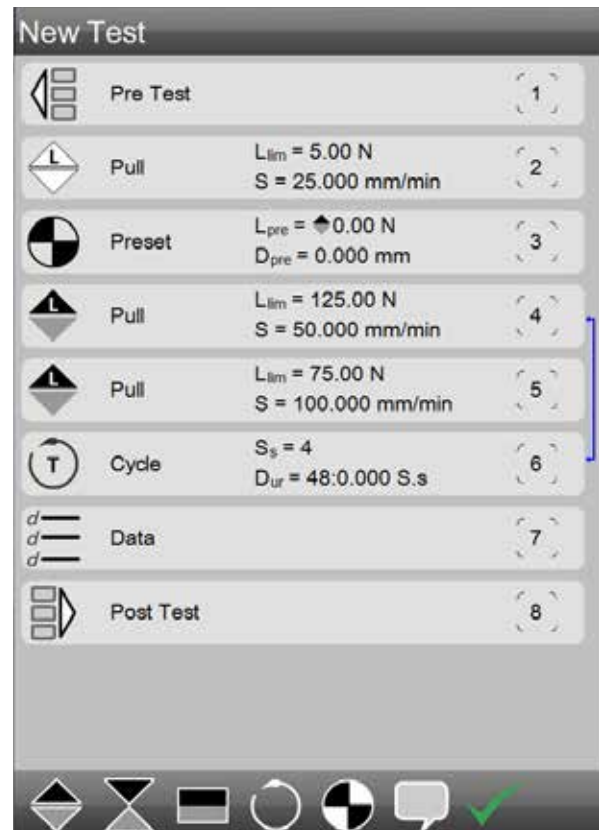 New Test
Pre Test 1
L
Pull Llim = 5.00 N 2
S = 25.000 mm/min
Preset Lpre = 0.00 N 3
Dpre = 0.000 mm
L
Pull Llim = 125.00 N 4
S = 50.000 mm/min
L
Pull Llim = 75.00 N 5
S = 100.000 mm/min
T
Cycle Ss = 4 6
Dur = 48:0.000 S.s
d
d Data 7
d
Post Test 8